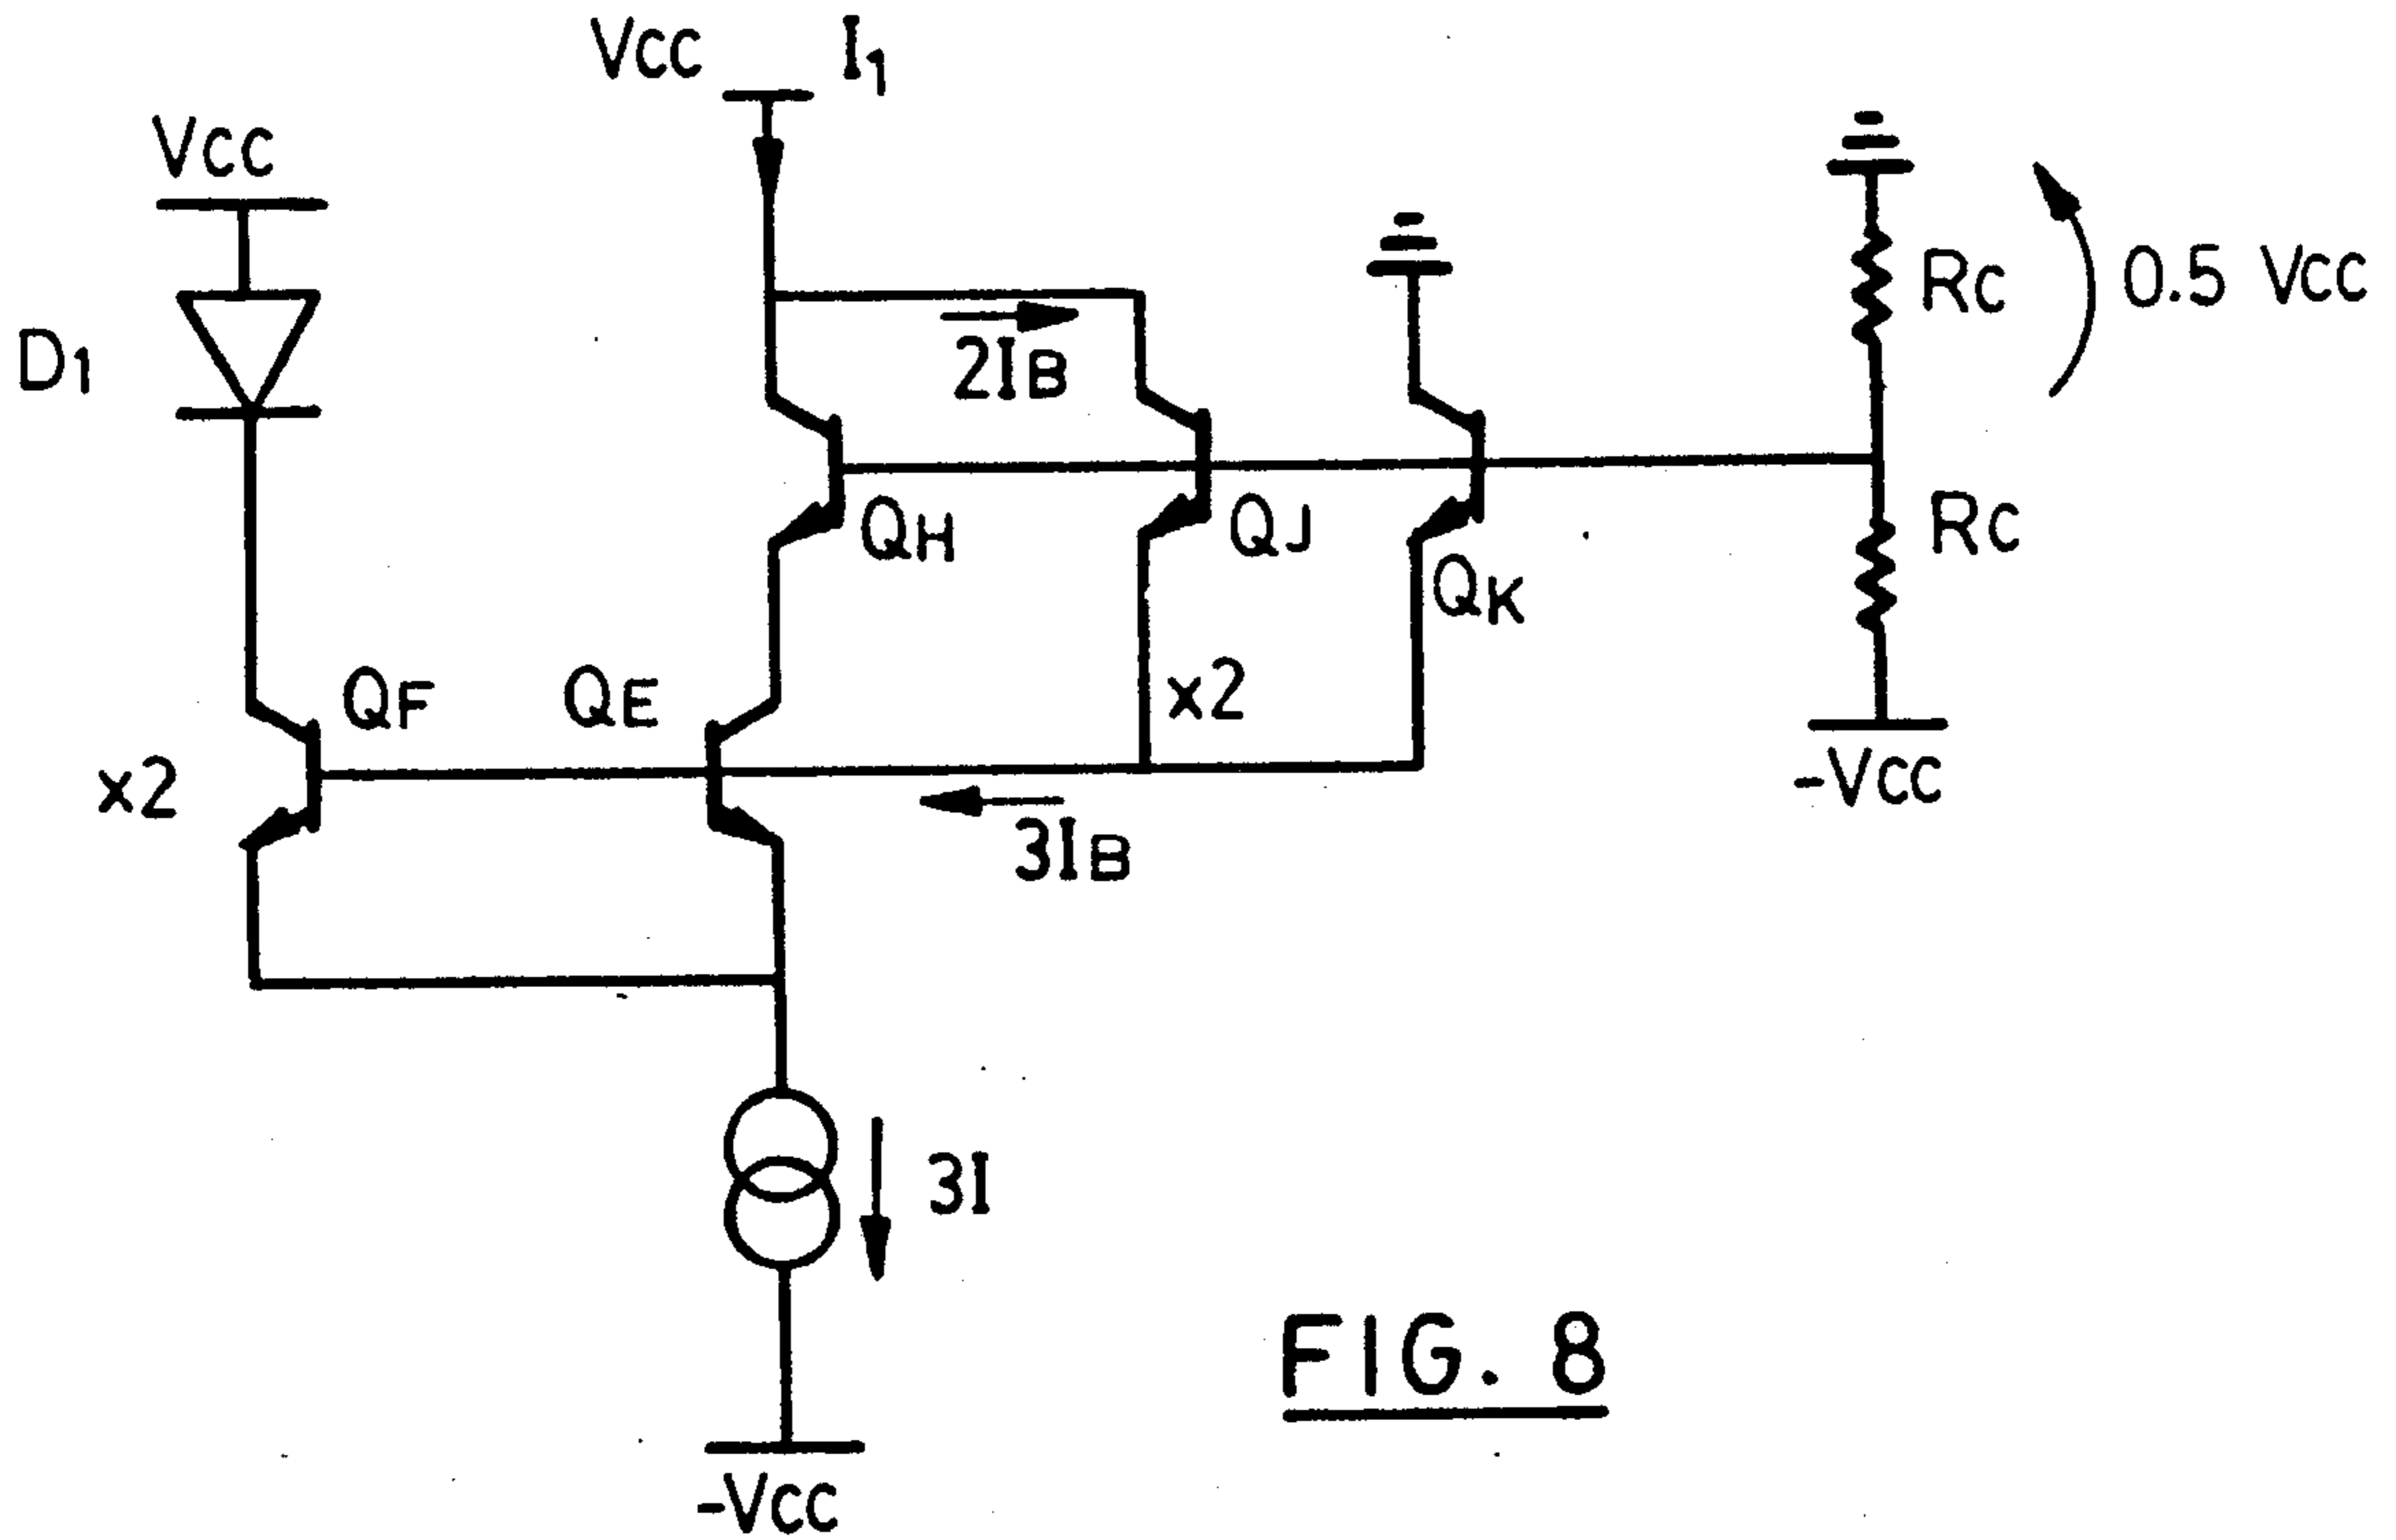 Vcc I1
Vcc
D1
2IB
Rc 0.5 Vcc
QH QJ
QK
Rc
QF QE
x2
x2
-Vcc
3IB
3I
FIG. 8
-Vcc